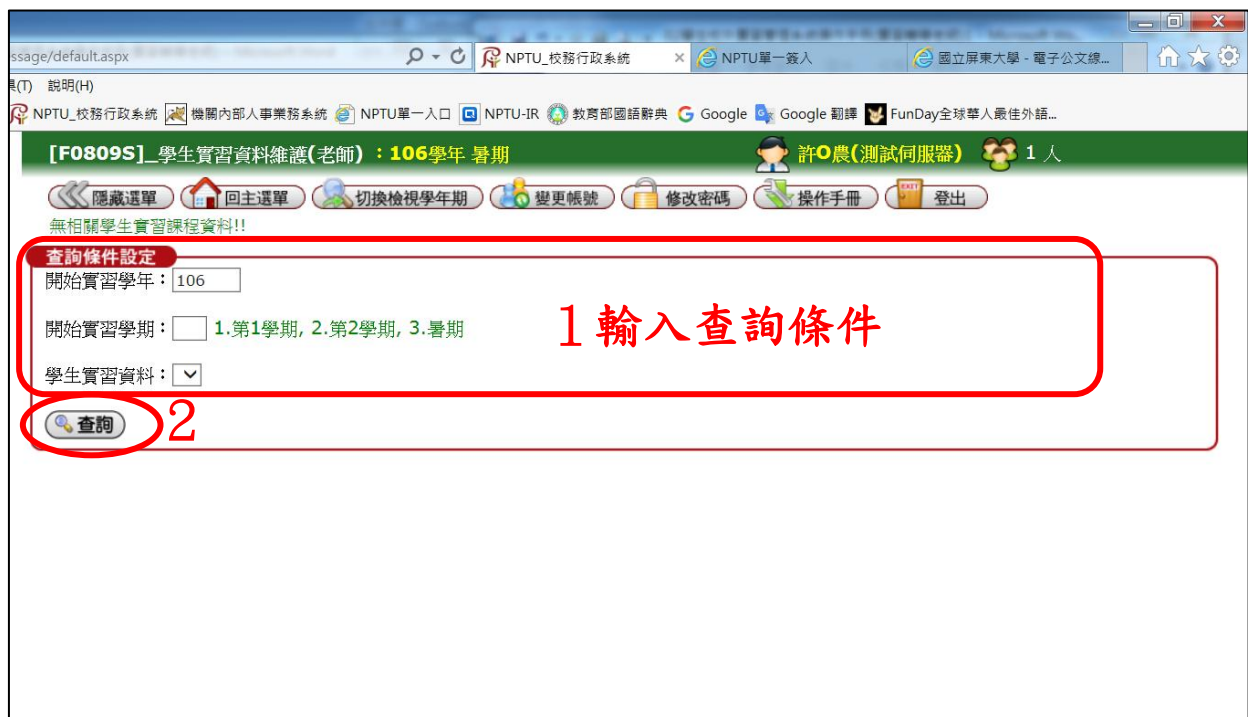 ssage/default.aspx NPTU_校務行政系統 × NPTU單一簽入 國立屏東大學 - 電子公文線...
(T) 說明(H)
NPTU_校務行政系統 機關內部人事業務系統 NPTU單一入口 NPTU-IR 教育部國語辭典 Google Google 翻譯 FunDay全球華人最佳外語...
[F0809S]_學生實習資料維護(老師) : 106學年 暑期 許O農(測試伺服器) 1 人
隱藏選單 回主選單 切換檢視學年期 變更帳號 修改密碼 操作手冊 EXIT 登出
無相關學生實習課程資料!!
查詢條件設定
開始實習學年：106
開始實習學期： 1.第1學期, 2.第2學期, 3.暑期
1輸入查詢條件
學生實習資料：
查詢 2